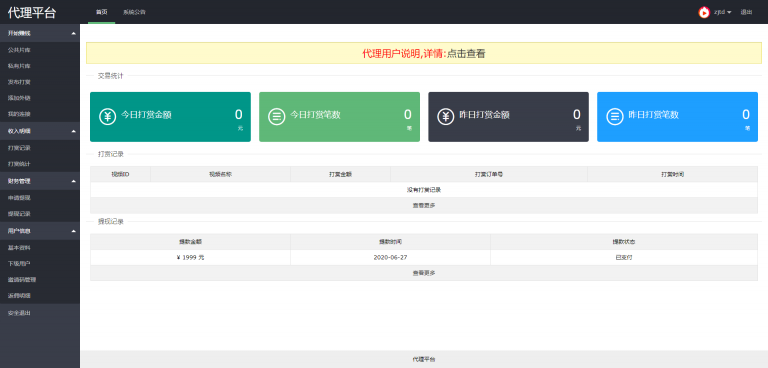 代理平台
首页 系统公告
zjtd 退出
开始赚钱
公共片库
私有片库
发布打赏
添加外链
我的连接
收入明细
打赏记录
打赏统计
财务管理
申请提现
提现记录
用户信息
基本资料
下级用户
邀请码管理
返佣明细
安全退出
代理用户说明,详情:点击查看
交易统计
今日打赏金额 0 元
今日打赏笔数 0 笔
昨日打赏金额 0 元
昨日打赏笔数 0 笔
打赏记录
视频ID 视频名称 打赏金额 打赏订单号 打赏时间
没有打赏记录
查看更多
提现记录
提款金额 提款时间 提款状态
¥ 1999 元 2020-06-27 已支付
查看更多
代理平台